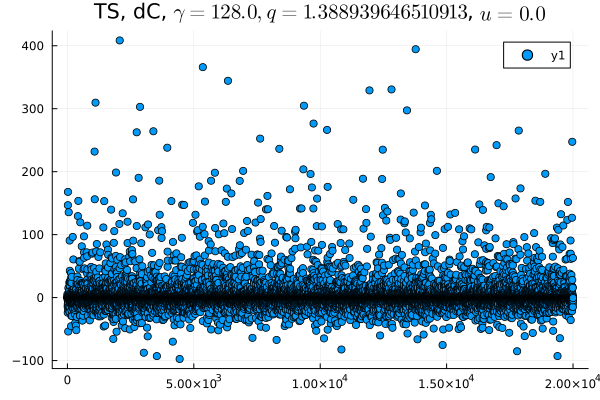 TS, dC, γ = 128.0, q = 1.388939646510913, u = 0.0
400
y1
300
200
100
0
−100
0 5.00×10³ 1.00×10⁴ 1.50×10⁴ 2.00×10⁴